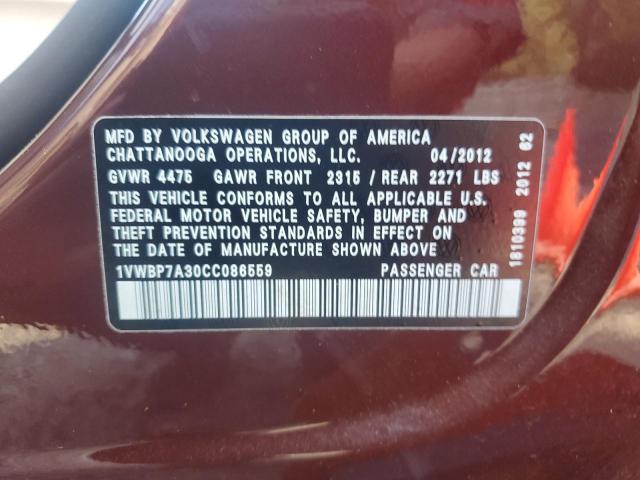 MFD BY VOLKSWAGEN GROUP OF AMERICA
CHATTANOOGA OPERATIONS, LLC. 04/2012
GVWR 4475 GAWR FRONT 2315 / REAR 2271 LBS
THIS VEHICLE CONFORMS TO ALL APPLICABLE U.S.
FEDERAL MOTOR VEHICLE SAFETY, BUMPER AND
THEFT PREVENTION STANDARDS IN EFFECT ON
THE DATE OF MANUFACTURE SHOWN ABOVE
1VWBP7A30CC086559 PASSENGER CAR
1810399 2012 02